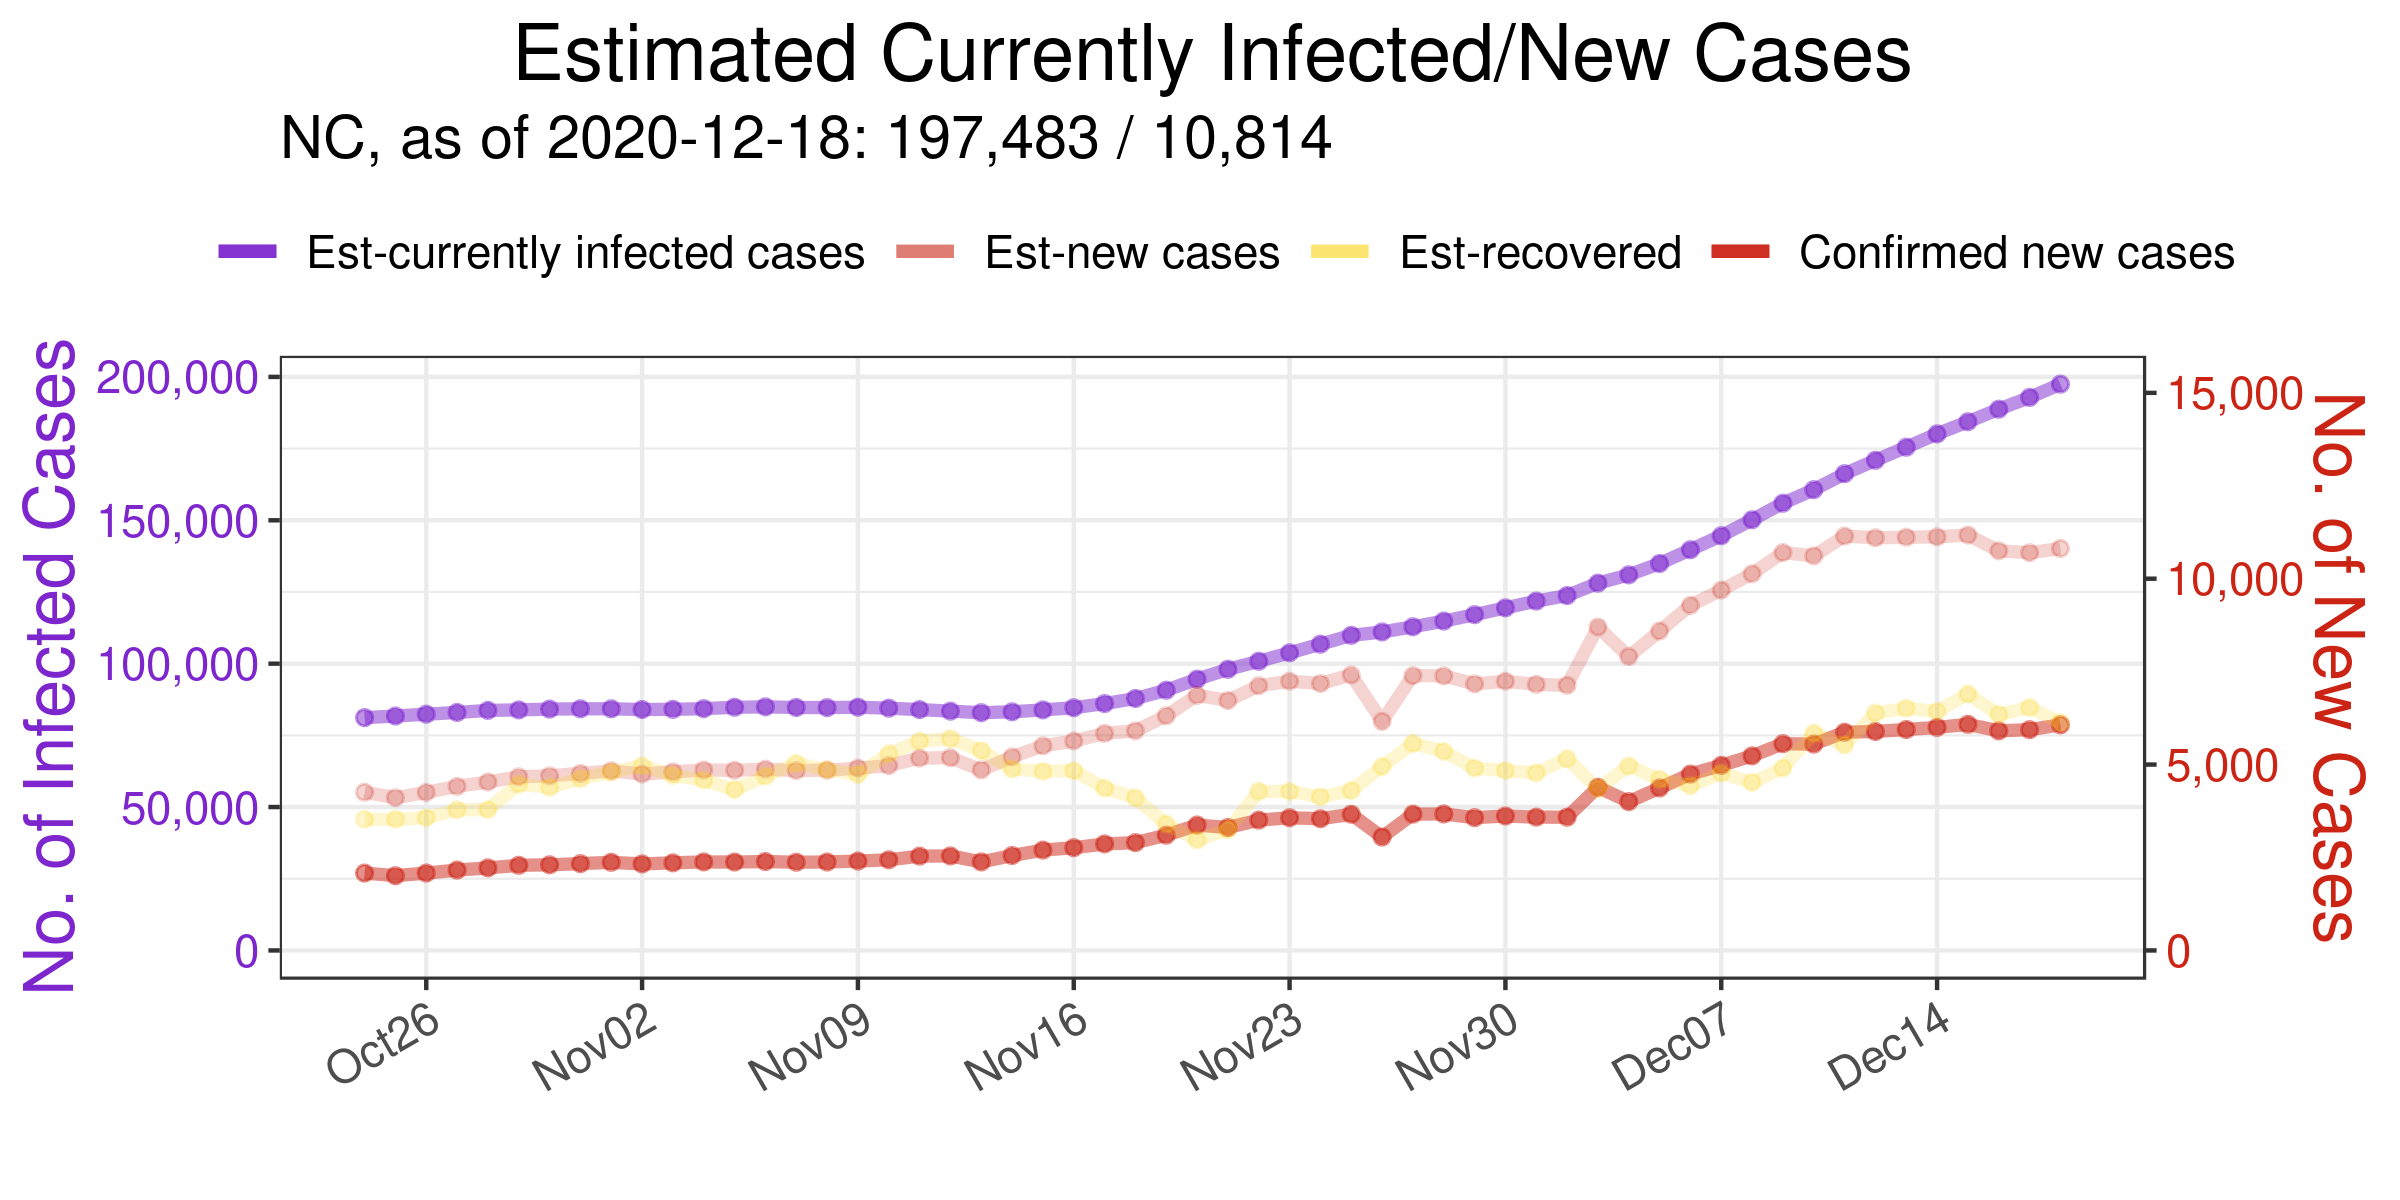 Estimated Currently Infected/New Cases
NC, as of 2020-12-18: 197,483 / 10,814
Est-currently infected cases Est-new cases Est-recovered Confirmed new cases
No. of Infected Cases
200,000
150,000
100,000
50,000
0
15,000
10,000
5,000
0
No. of New Cases
Oct26 Nov02 Nov09 Nov16 Nov23 Nov30 Dec07 Dec14